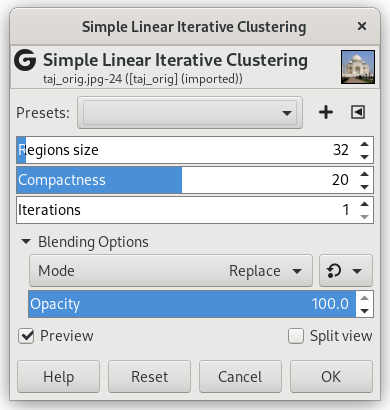 Simple Linear Iterative Clustering
Simple Linear Iterative Clustering
taj_orig.jpg-24 ([taj_orig] (imported))
Presets:
Regions size 32
Compactness 20
Iterations 1
Blending Options
Mode Replace
Opacity 100.0
Preview Split view
Help Reset Cancel OK